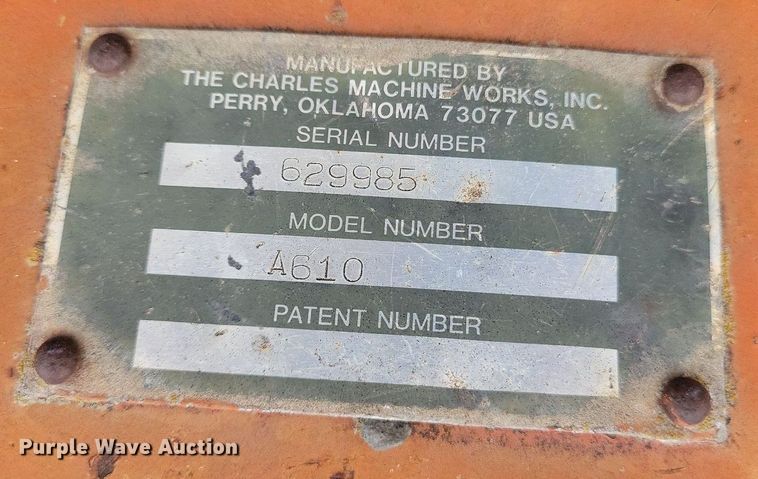 MANUFACTURED BY
THE CHARLES MACHINE WORKS, INC.
PERRY, OKLAHOMA 73077 USA
SERIAL NUMBER
629985
MODEL NUMBER
A610
PATENT NUMBER
Purple Wave Auction